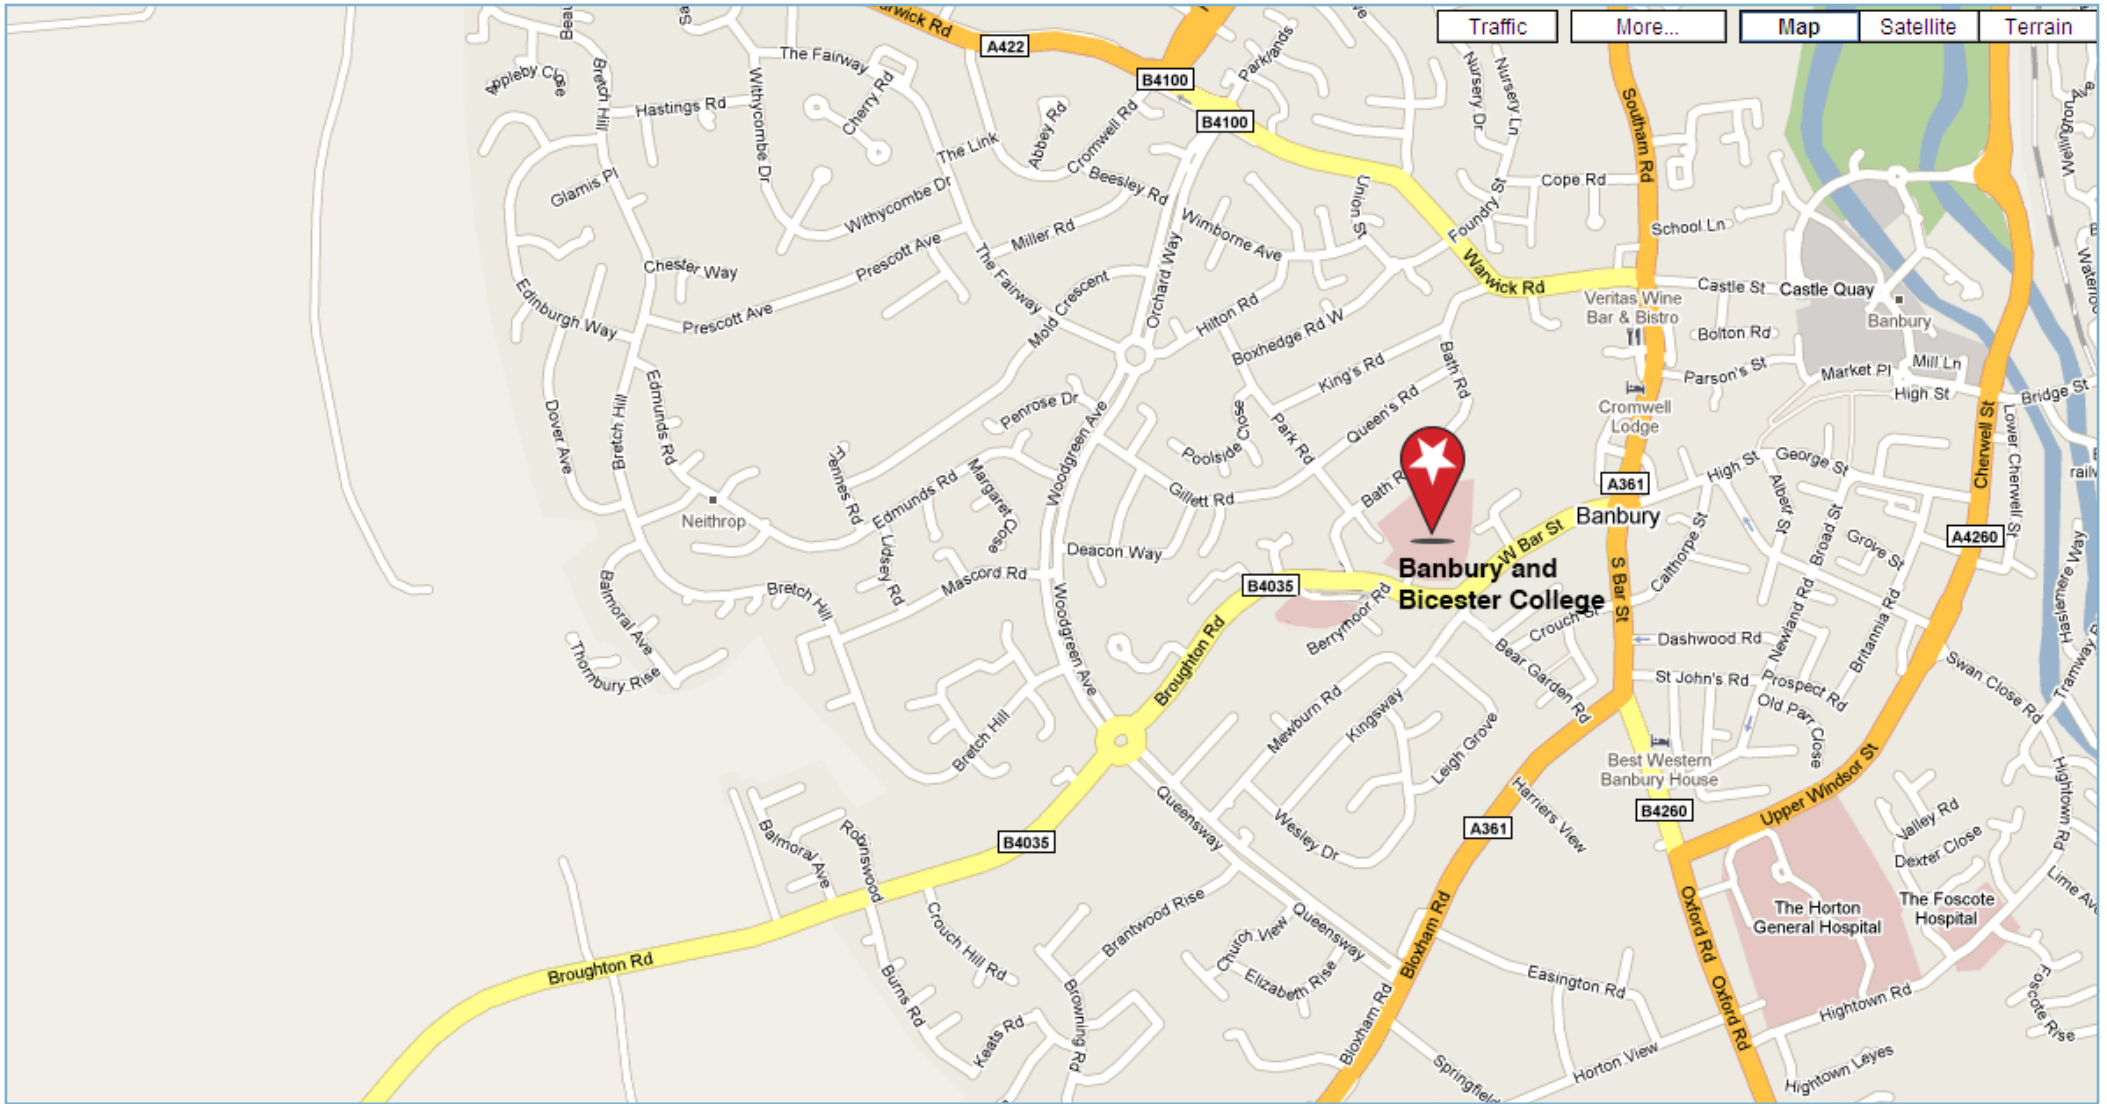 Traffic
More...
Map
Satellite
Terrain
A422
B4100
B4100
Parklands
Nursery Dr
Nursery Ln
Southam Rd
Appleby Close
Bretch Hill
The Fairway
Withycombe Dr
Hastings Rd
Cherry Rd
Abbey Rd
Cromwell Rd
The Link
Beesley Rd
Glamis Pl
Withycombe Dr
Miller Rd
Wimborne Ave
Union St
Foundry St
Cope Rd
School Ln
Chester Way
Prescott Ave
The Fairway
Mold Crescent
Orchard Way
Warwick Rd
Castle St
Castle Quay
Banbury
Veritas Wine
Bar & Bistro
Edinburgh Way
Prescott Ave
Hilton Rd
Boxhedge Rd W
Bolton Rd
King's Rd
Bath Rd
Parson's St
Market Pl
Mill Ln
High St
Bridge St
Cromwell
Lodge
Dover Ave
Bretch Hill
Edmunds Rd
Penrose Dr
Woodgreen Ave
Poolside Close
Park Rd
Queen's Rd
Cherwell St
Lower Cherwell St
Fiennes Rd
Edmunds Rd
Margaret Close
Gillett Rd
A361
High St
George St
Albert St
Broad St
Neithrop
Banbury
Lidsey Rd
Deacon Way
W Bar St
Calthorpe St
Grove St
A4260
Haslemere Way
Banbury and
Bicester College
Balmoral Ave
Bretch Hill
Mascord Rd
Woodgreen Ave
B4035
Berrymoor Rd
Crouch St
S Bar St
Dashwood Rd
Newland Rd
Britannia Rd
Thornbury Rise
Broughton Rd
Bear Garden Rd
St John's Rd
Prospect Rd
Old Parr Close
Swan Close Rd
Mewburn Rd
Kingsway
Leigh Grove
Bretch Hill
Best Western
Banbury House
Upper Windsor St
Hightown Rd
Queensway
Wesley Dr
Harriers View
A361
B4260
Balmoral Ave
Robinswood
B4035
Valley Rd
Dexter Close
Crouch Hill Rd
Brantwood Rise
Church View
Queensway
Elizabeth Rise
Bloxham Rd
Oxford Rd
The Horton
General Hospital
The Foscote
Hospital
Broughton Rd
Burns Rd
Browning Rd
Easington Rd
Oxford Rd
Hightown Rd
Foscote Rise
Keats Rd
Bloxham Rd
Horton View
Hightown Leyes